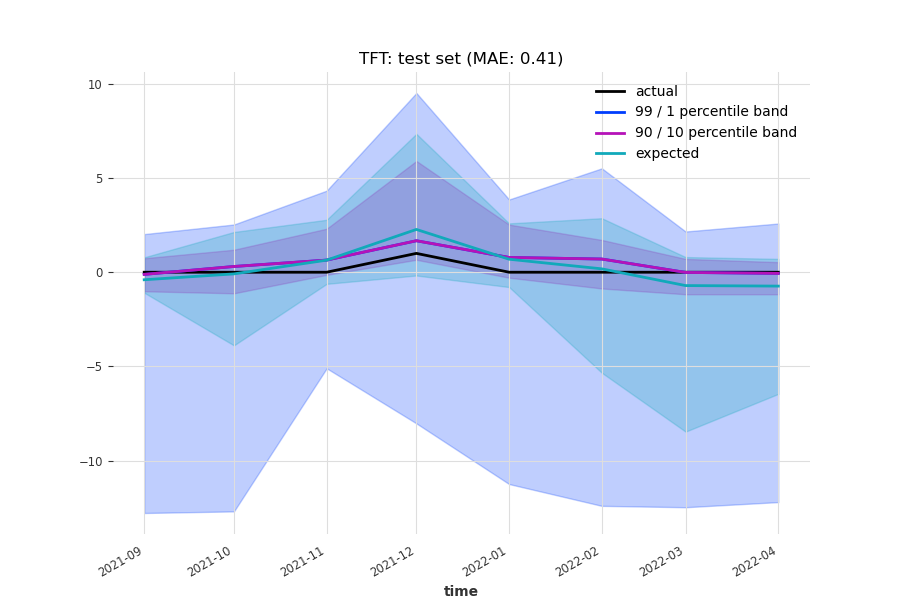 TFT: test set (MAE: 0.41)
actual
99 / 1 percentile band
90 / 10 percentile band
expected
10
5
0
−5
−10
2021-09
2021-10
2021-11
2021-12
2022-01
2022-02
2022-03
2022-04
time